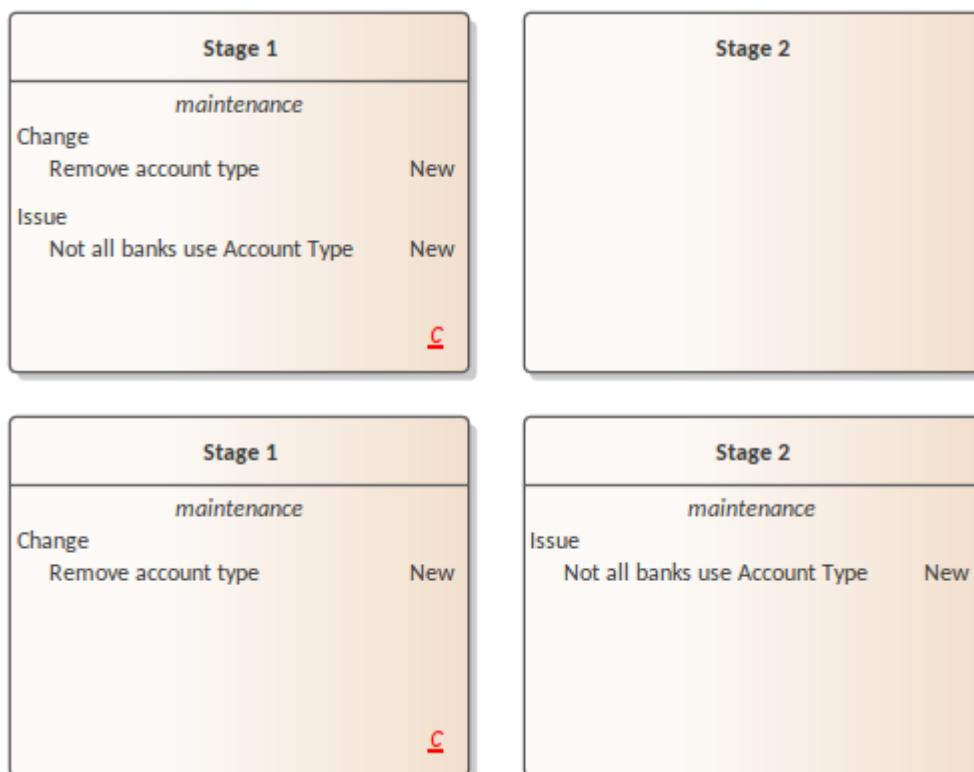 Stage 1
maintenance
Change
Remove account type New
Issue
Not all banks use Account Type New
C
Stage 2
Stage 1
maintenance
Change
Remove account type New
C
Stage 2
maintenance
Issue
Not all banks use Account Type New